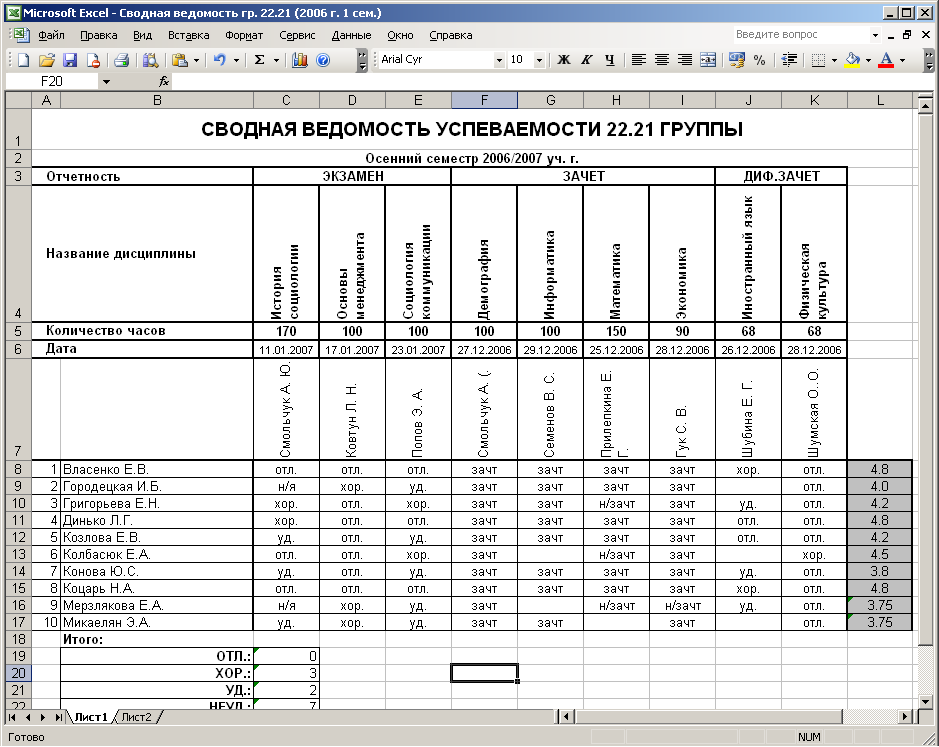 Microsoft Excel - Сводная ведомость гр. 22.21 (2006 г. 1 сем.)
Файл Правка Вид Вставка Формат Сервис Данные Окно Справка Введите вопрос
Arial Cyr 10 Ж К Ч
F20 fx
A B C D E F G H I J K L
1 СВОДНАЯ ВЕДОМОСТЬ УСПЕВАЕМОСТИ 22.21 ГРУППЫ
2 Осенний семестр 2006/2007 уч. г.
3 Отчетность ЭКЗАМЕН ЗАЧЕТ ДИФ.ЗАЧЕТ
4 Название дисциплины История социологии Основы менеджмента Социология коммуникации Демография Информатика Математика Экономика Иностранный язык Физическая культура
5 Количество часов 170 100 100 100 100 150 90 68 68
6 Дата 11.01.2007 17.01.2007 23.01.2007 27.12.2006 29.12.2006 25.12.2006 28.12.2006 26.12.2006 28.12.2006
7 Смольчук А. Ю. Ковтун Л. Н. Попов Э. А. Смольчук А. (. Семенов В. С. Прилепкина Е. Г. Гук С. В. Шубина Е. Г. Шумская О.. О.
8 1 Власенко Е.В. отл. отл. отл. зачт зачт зачт зачт хор. отл. 4.8
9 2 Городецкая И.Б. н/я хор. уд. зачт зачт зачт зачт отл. 4.0
10 3 Григорьева Е.Н. хор. отл. хор. зачт зачт н/зачт зачт уд. отл. 4.2
11 4 Динько Л.Г. хор. отл. отл. зачт зачт зачт зачт отл. отл. 4.8
12 5 Козлова Е.В. уд. отл. уд. зачт зачт зачт зачт отл. отл. 4.2
13 6 Колбасюк Е.А. отл. отл. хор. зачт н/зачт зачт хор. 4.5
14 7 Конова Ю.С. уд. отл. уд. зачт зачт зачт зачт уд. отл. 3.8
15 8 Коцарь Н.А. отл. отл. отл. зачт зачт зачт зачт хор. отл. 4.8
16 9 Мерзлякова Е.А. н/я хор. уд. зачт н/зачт н/зачт уд. отл. 3.75
17 10 Микаелян Э.А. уд. хор. уд. зачт зачт зачт отл. 3.75
18 Итого:
19 ОТЛ.: 0
20 ХОР.: 3
21 УД.: 2
22 НЕУД.: 7
Лист1 Лист2
Готово NUM